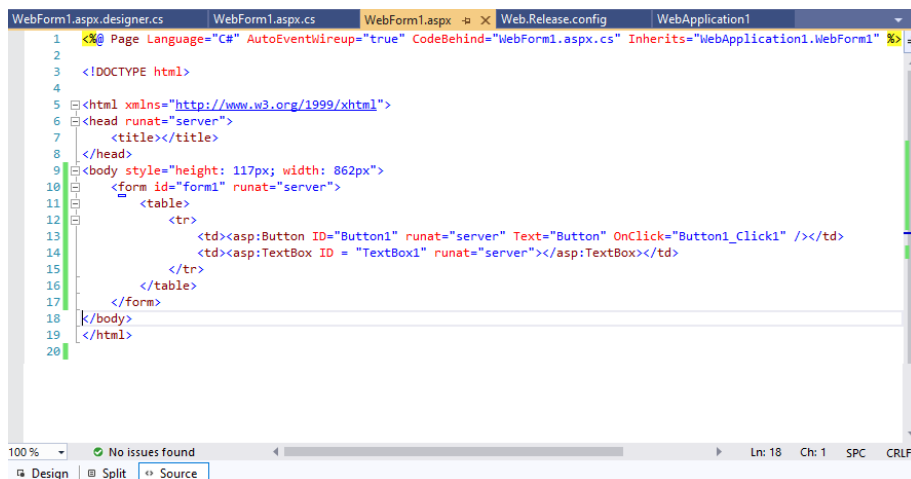 WebForm1.aspx.designer.cs WebForm1.aspx.cs WebForm1.aspx Web.Release.config WebApplication1
1 <%@ Page Language="C#" AutoEventWireup="true" CodeBehind="WebForm1.aspx.cs" Inherits="WebApplication1.WebForm1" %>
2
3 <!DOCTYPE html>
4
5 <html xmlns="http://www.w3.org/1999/xhtml">
6 <head runat="server">
7     <title></title>
8 </head>
9 <body style="height: 117px; width: 862px">
10     <form id="form1" runat="server">
11         <table>
12             <tr>
13                 <td><asp:Button ID="Button1" runat="server" Text="Button" OnClick="Button1_Click1" /></td>
14                 <td><asp:TextBox ID = "TextBox1" runat="server"></asp:TextBox></td>
15             </tr>
16         </table>
17     </form>
18 </body>
19 </html>
20
100 % No issues found Ln: 18 Ch: 1 SPC CRLF
Design Split Source